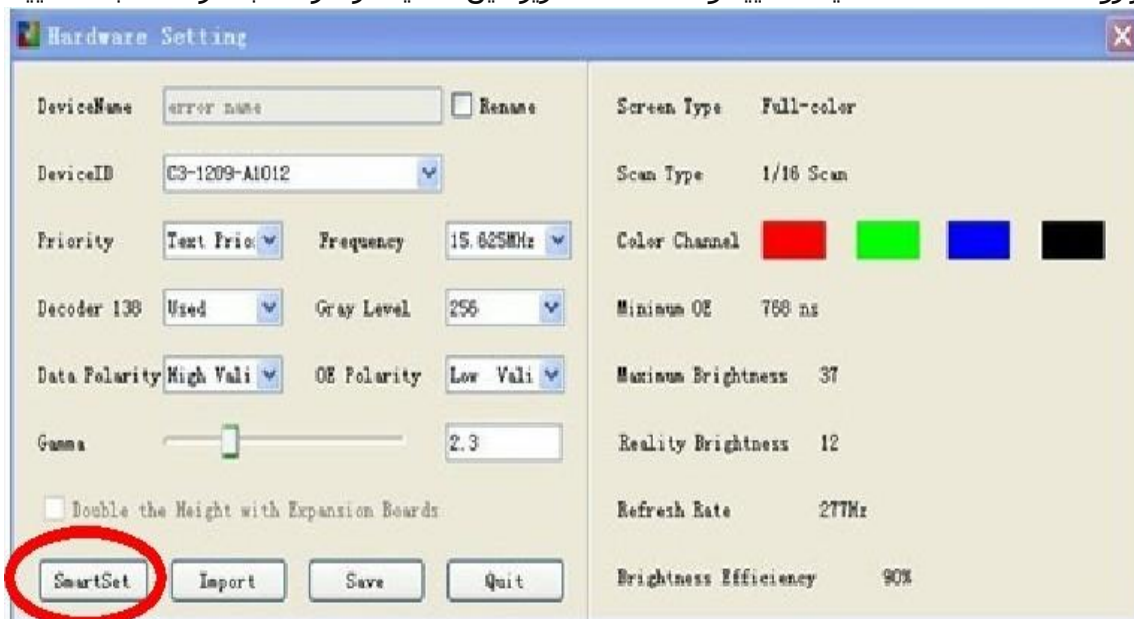 Hardware Setting
DeviceName error name Rename
DeviceID C3-1209-A1012
Priority Text Prio Frequency 15.625MHz
Decoder 138 Used Gray Level 256
Data Polarity High Vali OE Polarity Low Vali
Gamma 2.3
Double the Height with Expansion Boards
SmartSet Import Save Quit
Screen Type Full-color
Scan Type 1/16 Scan
Color Channel
Minimum OE 768 ns
Maximum Brightness 37
Reality Brightness 12
Refresh Rate 277Hz
Brightness Efficiency 90%